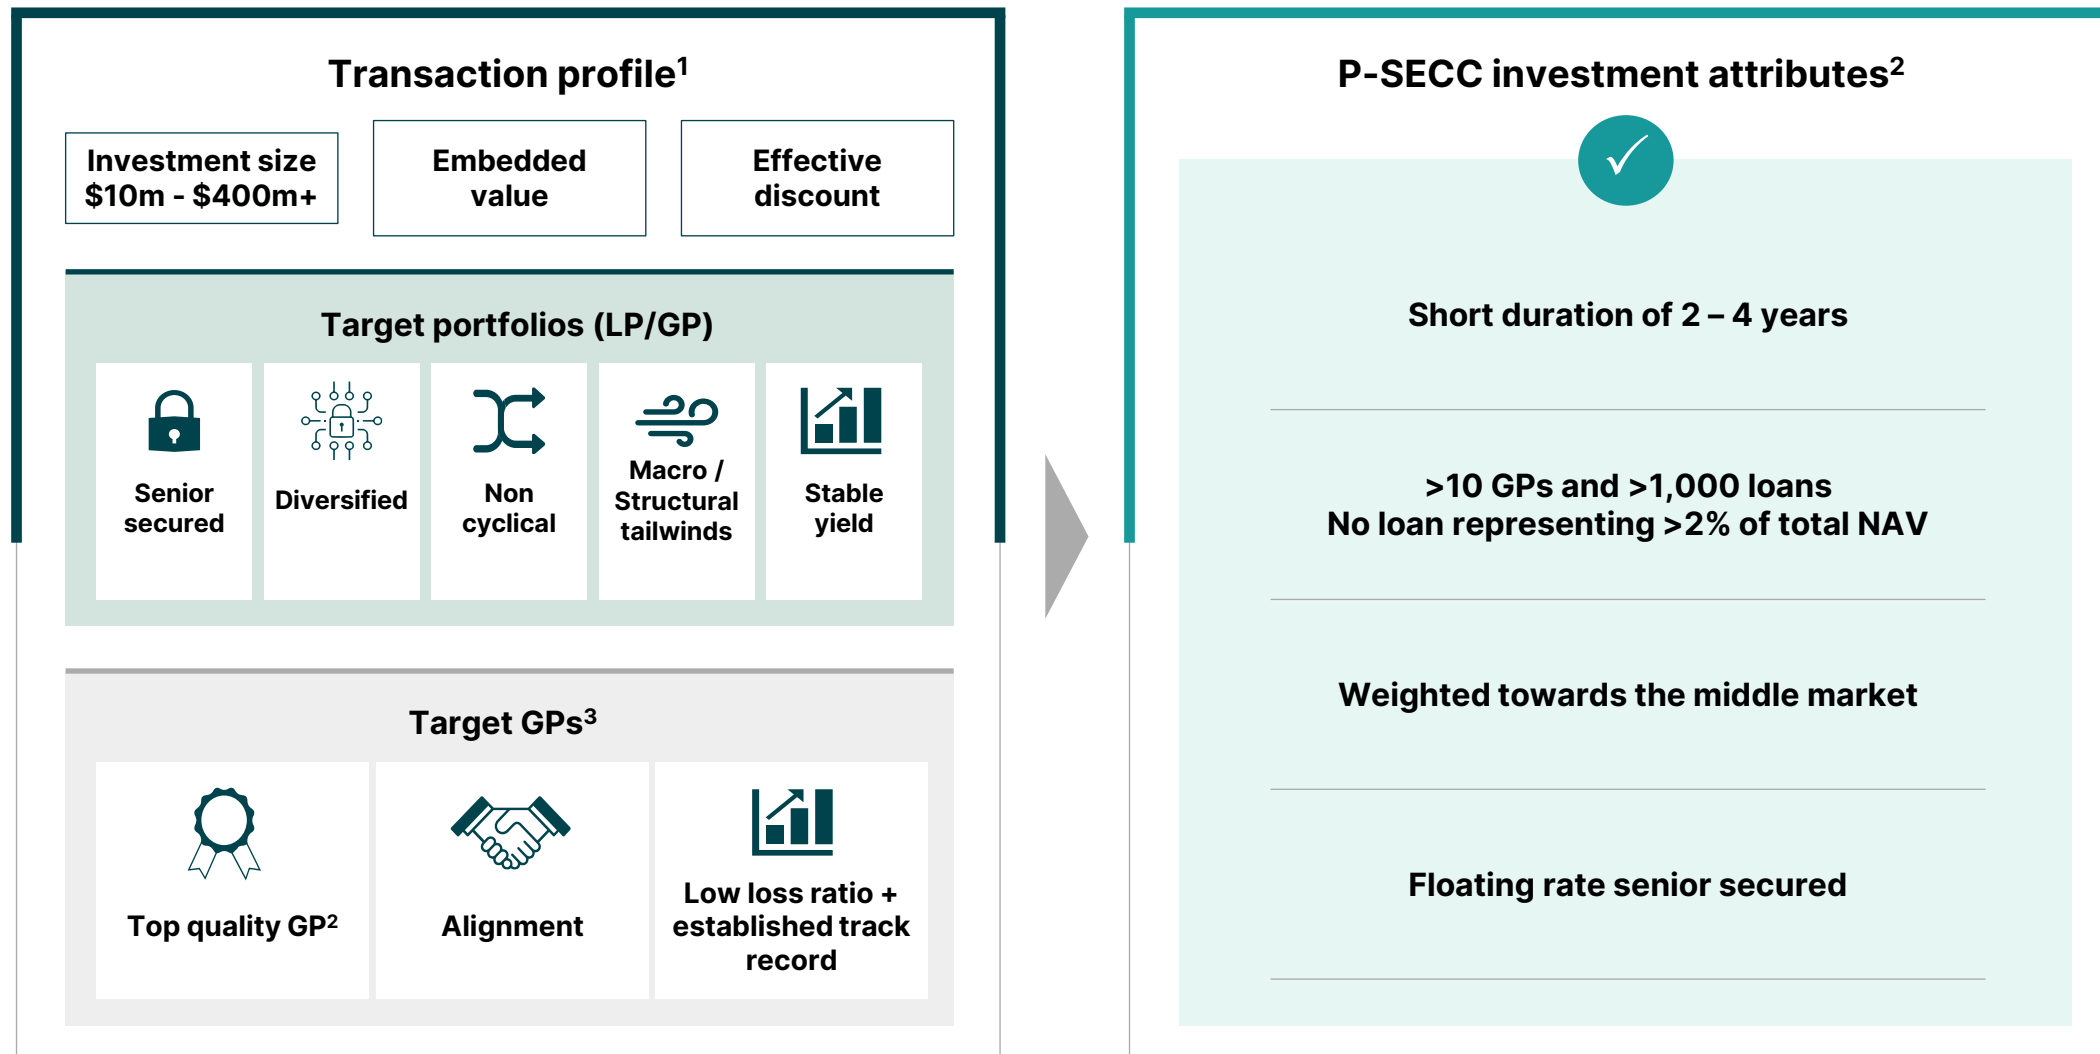 Transaction profile¹
Investment size
$10m - $400m+
Embedded
value
Effective
discount
Target portfolios (LP/GP)
Senior
secured
Diversified
Non
cyclical
Macro /
Structural
tailwinds
Stable
yield
Target GPs³
Top quality GP²
Alignment
Low loss ratio +
established track
record
P-SECC investment attributes²
Short duration of 2 – 4 years
>10 GPs and >1,000 loans
No loan representing >2% of total NAV
Weighted towards the middle market
Floating rate senior secured